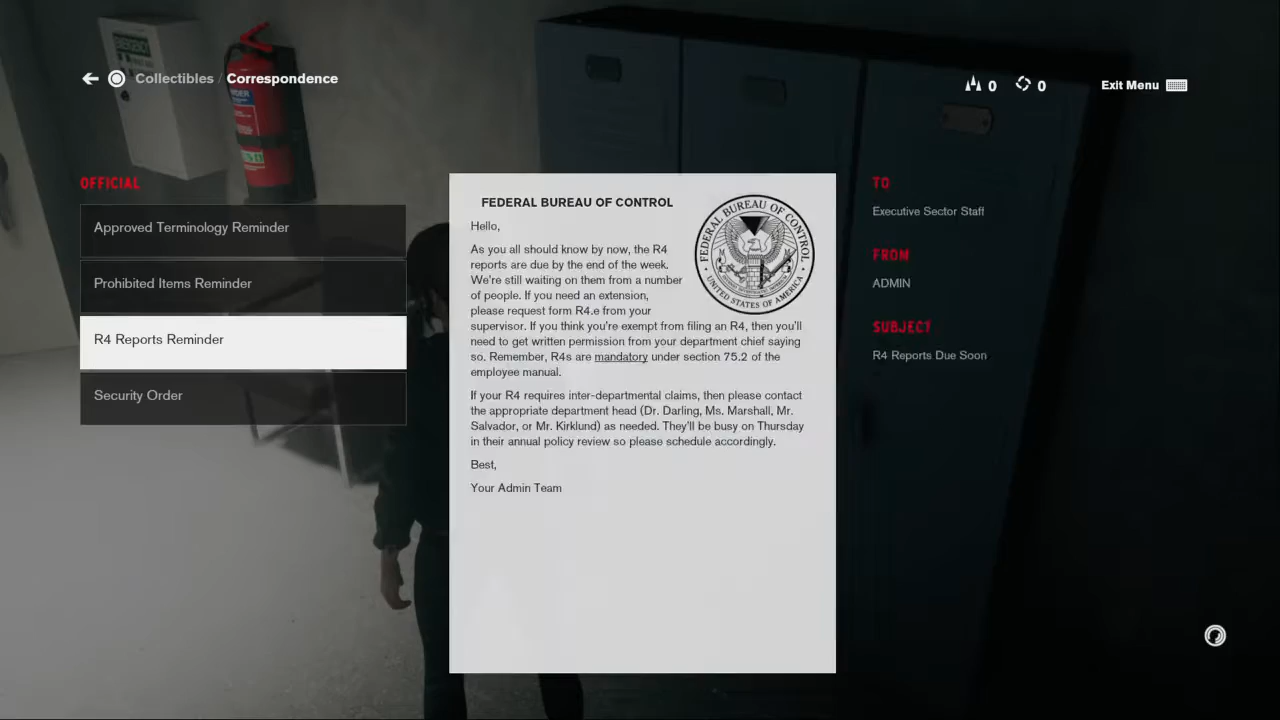 Collectibles / Correspondence
0 0
Exit Menu
OFFICIAL
Approved Terminology Reminder
Prohibited Items Reminder
R4 Reports Reminder
Security Order
FEDERAL BUREAU OF CONTROL
Hello,
As you all should know by now, the R4
reports are due by the end of the week.
We're still waiting on them from a number
of people. If you need an extension,
please request form R4.e from your
supervisor. If you think you're exempt from filing an R4, then you'll
need to get written permission from your department chief saying
so. Remember, R4s are mandatory under section 75.2 of the
employee manual.
If your R4 requires inter-departmental claims, then please contact
the appropriate department head (Dr. Darling, Ms. Marshall, Mr.
Salvador, or Mr. Kirklund) as needed. They'll be busy on Thursday
in their annual policy review so please schedule accordingly.
Best,
Your Admin Team
FEDERAL BUREAU OF CONTROL
UNITED STATES OF AMERICA
TO
Executive Sector Staff
FROM
ADMIN
SUBJECT
R4 Reports Due Soon